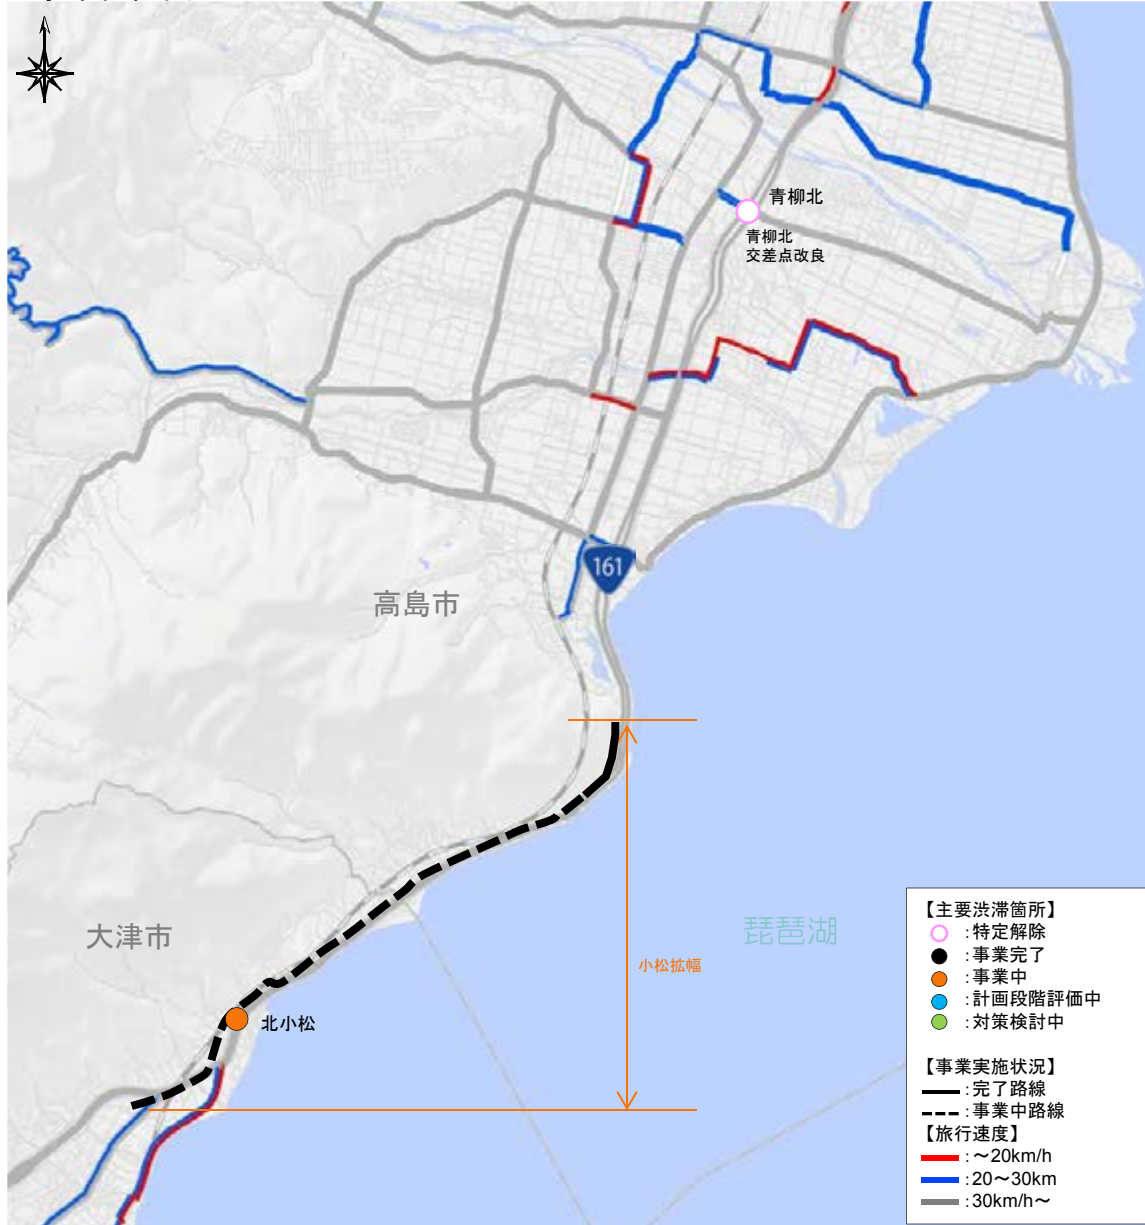 青柳北
青柳北
交差点改良
161
高島市
大津市
琵琶湖
小松拡幅
北小松
【主要渋滞箇所】
:特定解除
:事業完了
:事業中
:計画段階評価中
:対策検討中
【事業実施状況】
:完了路線
:事業中路線
【旅行速度】
:～20km/h
:20～30km
:30km/h～